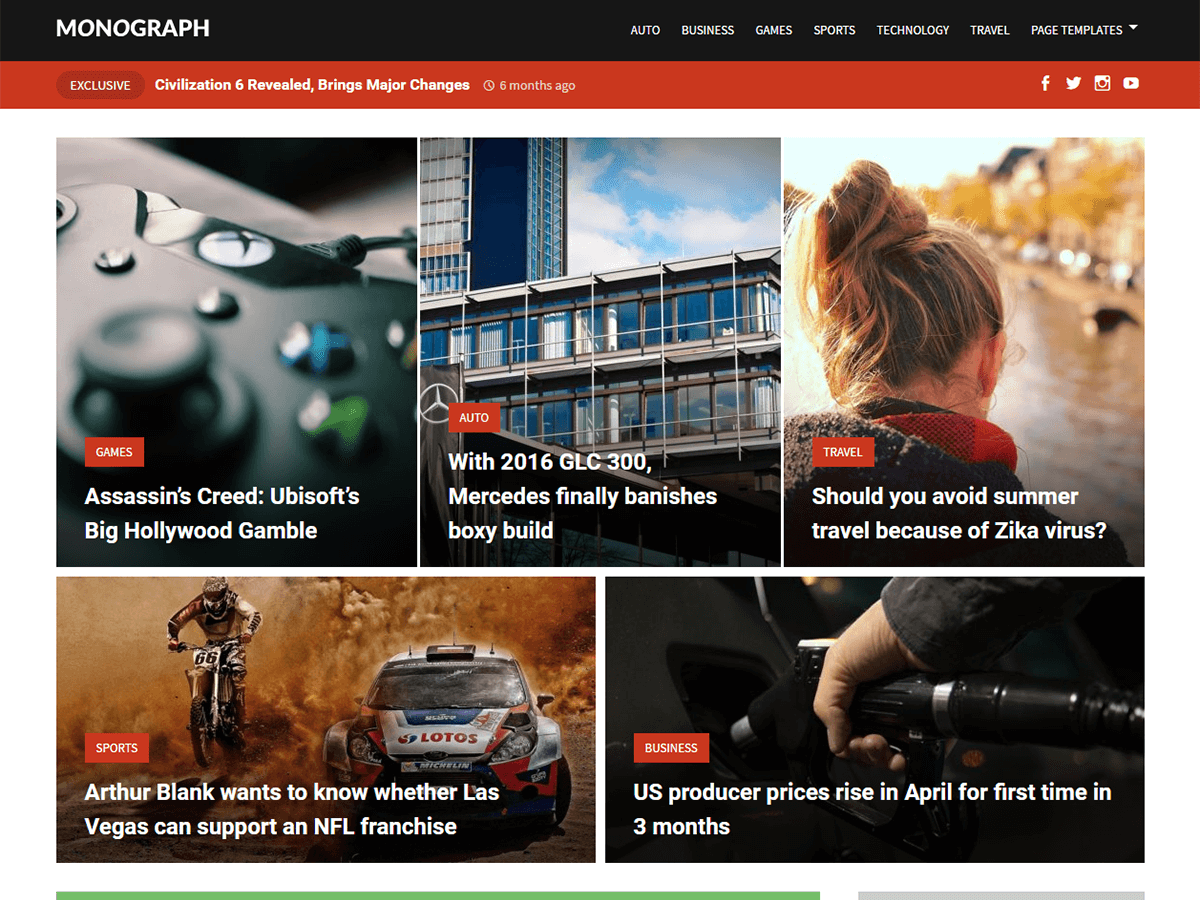 MONOGRAPH
AUTO BUSINESS GAMES SPORTS TECHNOLOGY TRAVEL PAGE TEMPLATES
EXCLUSIVE Civilization 6 Revealed, Brings Major Changes 6 months ago
GAMES
Assassin’s Creed: Ubisoft’s
Big Hollywood Gamble
AUTO
With 2016 GLC 300,
Mercedes finally banishes
boxy build
TRAVEL
Should you avoid summer
travel because of Zika virus?
66
LOTOS
MICHELIN
SPORTS
Arthur Blank wants to know whether Las
Vegas can support an NFL franchise
BUSINESS
US producer prices rise in April for first time in
3 months